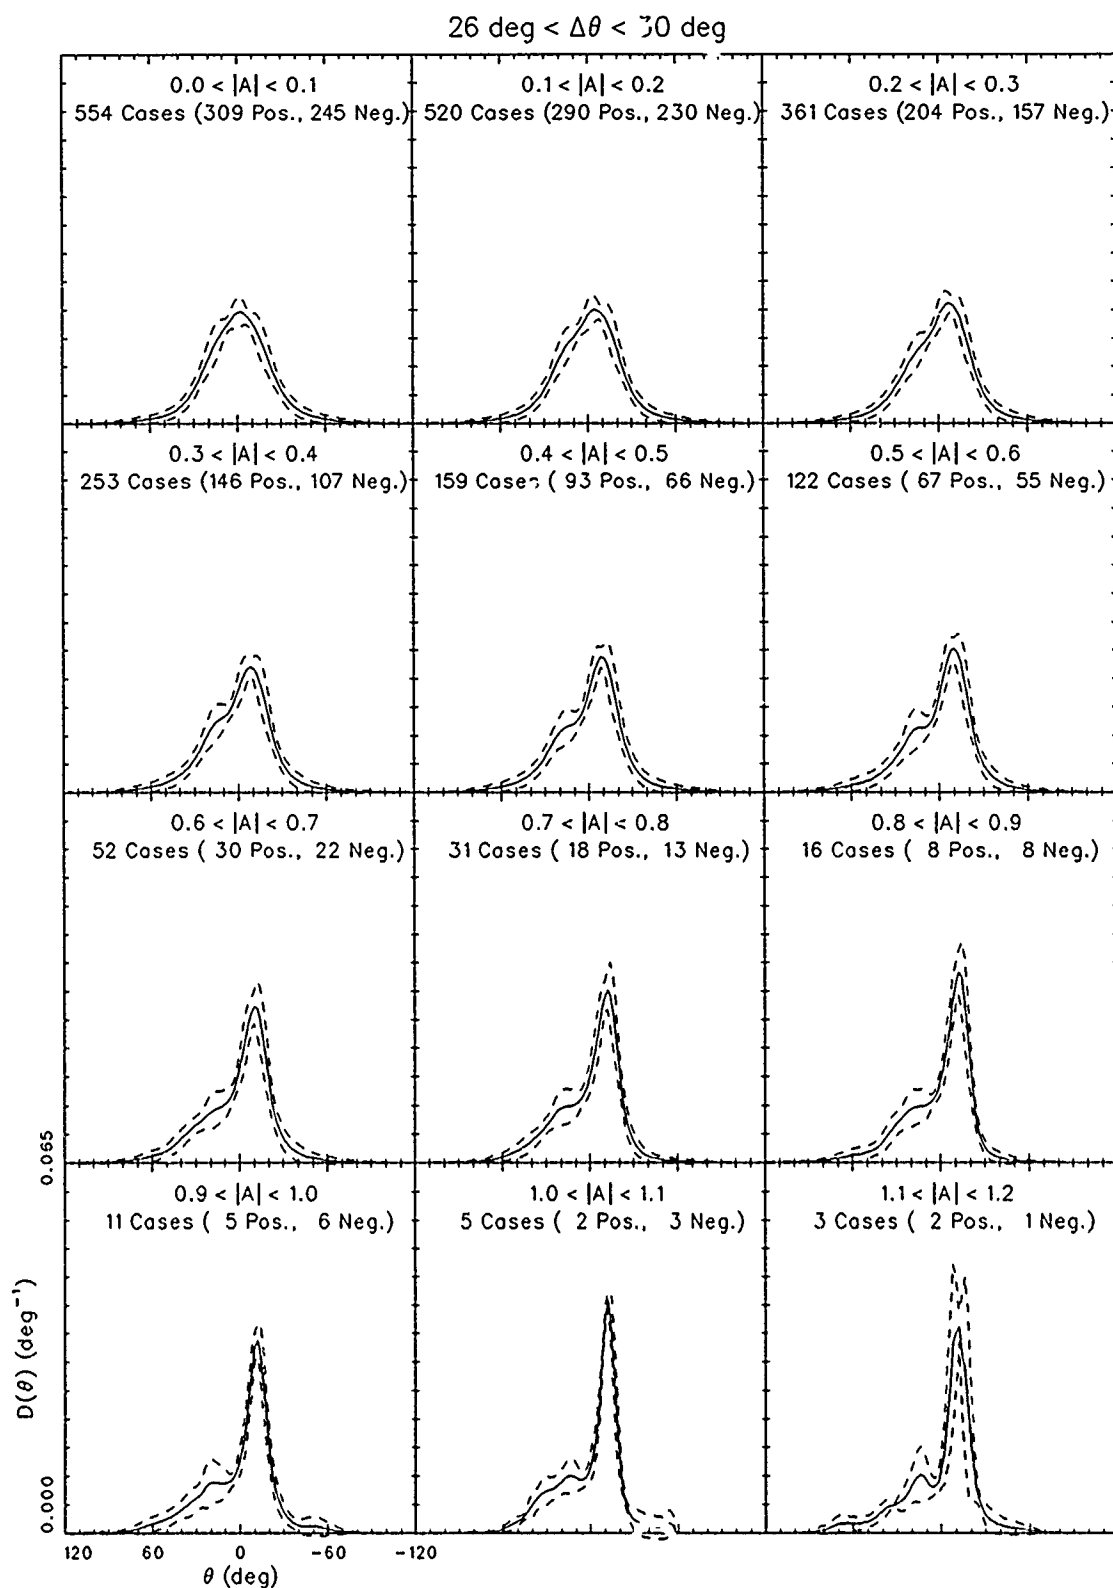 26 deg < Δθ < 30 deg
0.0 < |A| < 0.1
554 Cases (309 Pos., 245 Neg.)
0.1 < |A| < 0.2
520 Cases (290 Pos., 230 Neg.)
0.2 < |A| < 0.3
361 Cases (204 Pos., 157 Neg.)
0.3 < |A| < 0.4
253 Cases (146 Pos., 107 Neg.)
0.4 < |A| < 0.5
159 Cases ( 93 Pos., 66 Neg.)
0.5 < |A| < 0.6
122 Cases ( 67 Pos., 55 Neg.)
0.6 < |A| < 0.7
52 Cases ( 30 Pos., 22 Neg.)
0.7 < |A| < 0.8
31 Cases ( 18 Pos., 13 Neg.)
0.8 < |A| < 0.9
16 Cases ( 8 Pos., 8 Neg.)
0.9 < |A| < 1.0
11 Cases ( 5 Pos., 6 Neg.)
1.0 < |A| < 1.1
5 Cases ( 2 Pos., 3 Neg.)
1.1 < |A| < 1.2
3 Cases ( 2 Pos., 1 Neg.)
0.065
D(θ) (deg⁻¹)
0.000
120 60 0 -60 -120
θ (deg)